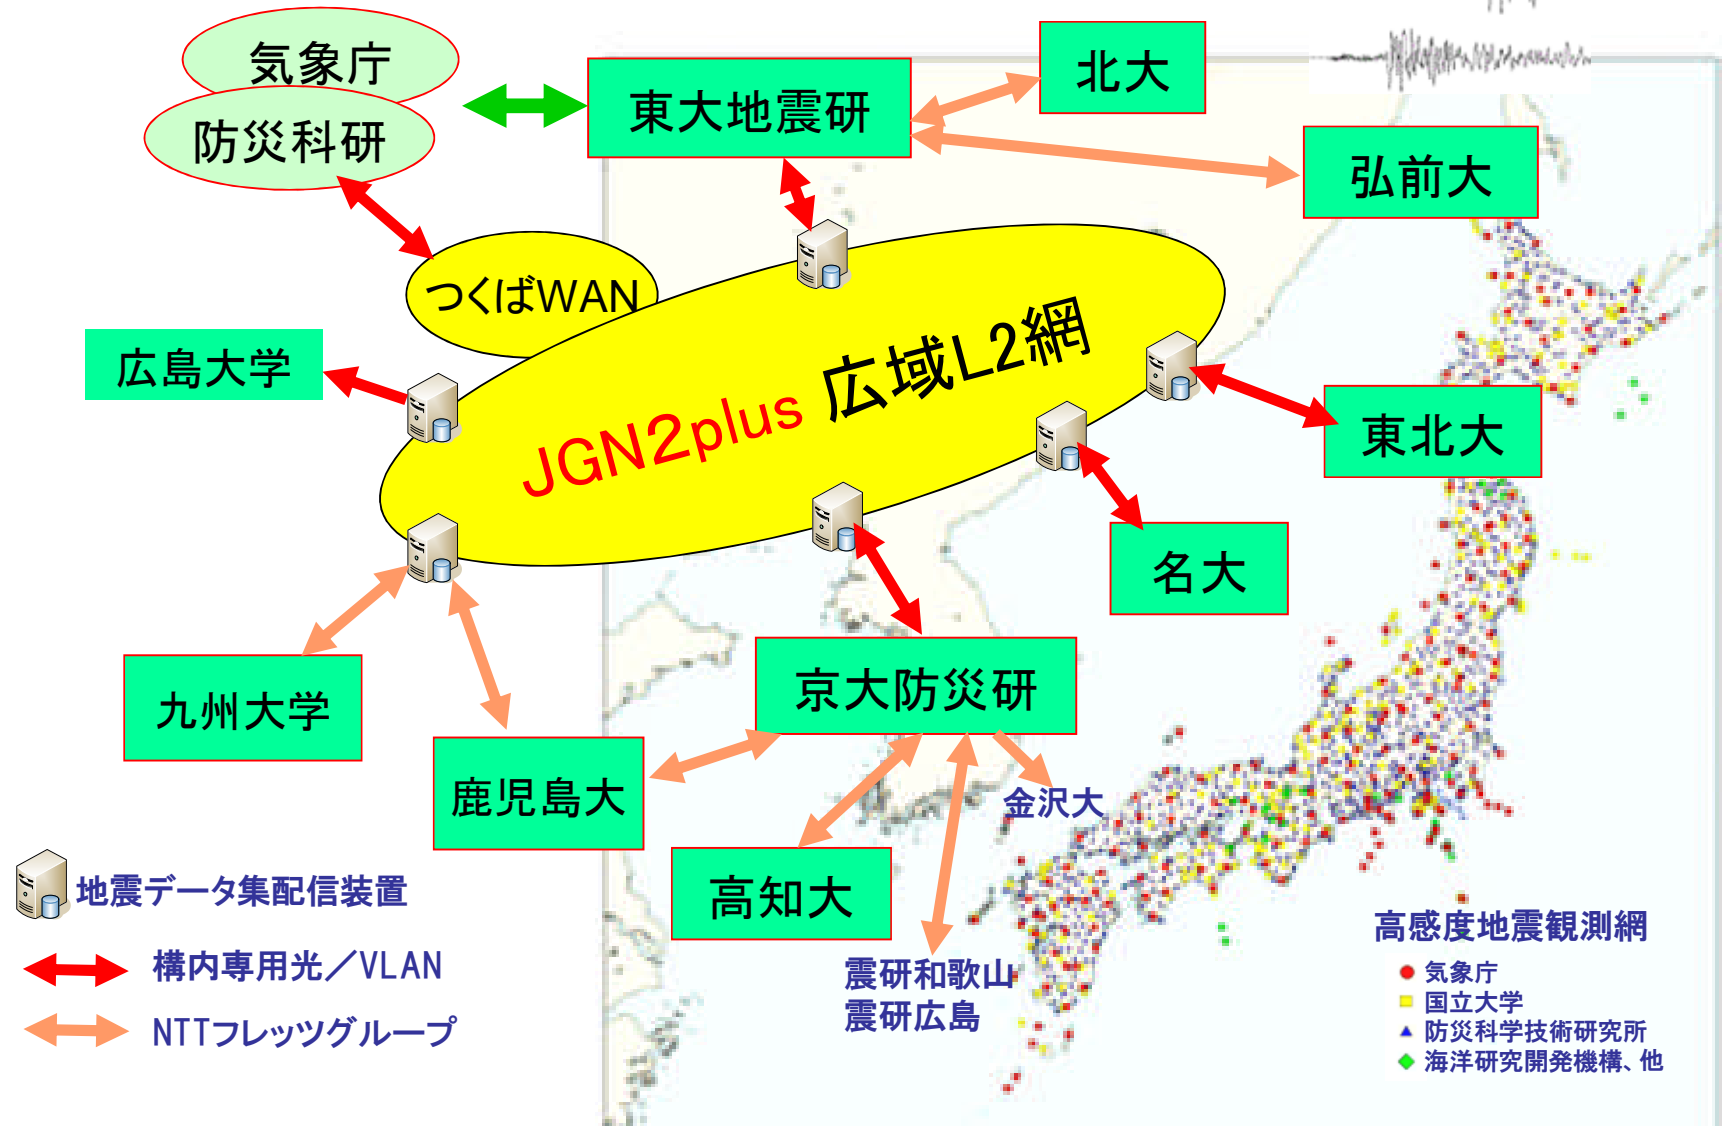 気象庁
防災科研
東大地震研
北大
弘前大
つくばWAN
広島大学
JGN2plus 広域L2網
東北大
名大
九州大学
京大防災研
鹿児島大
金沢大
高知大
震研和歌山
震研広島
地震データ集配信装置
構内専用光／VLAN
NTTフレッツグループ
高感度地震観測網
気象庁
国立大学
防災科学技術研究所
海洋研究開発機構、他